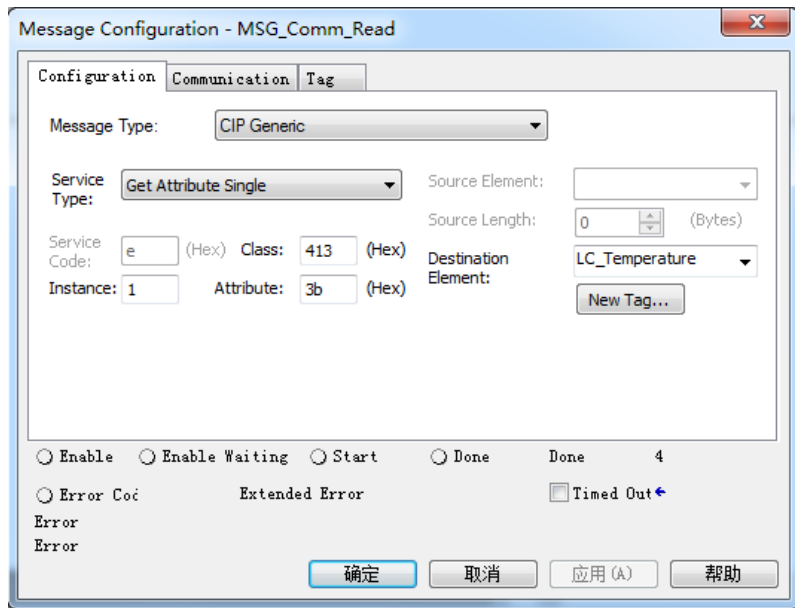 Message Configuration - MSG_Comm_Read
Configuration Communication Tag
Message Type: CIP Generic
Service Type: Get Attribute Single
Source Element:
Source Length: 0 (Bytes)
Service Code: e (Hex) Class: 413 (Hex)
Destination Element: LC_Temperature
Instance: 1 Attribute: 3b (Hex)
New Tag...
Enable Enable Waiting Start Done Done 4
Error Cod Extended Error Timed Out
Error
Error
确定 取消 应用(A) 帮助